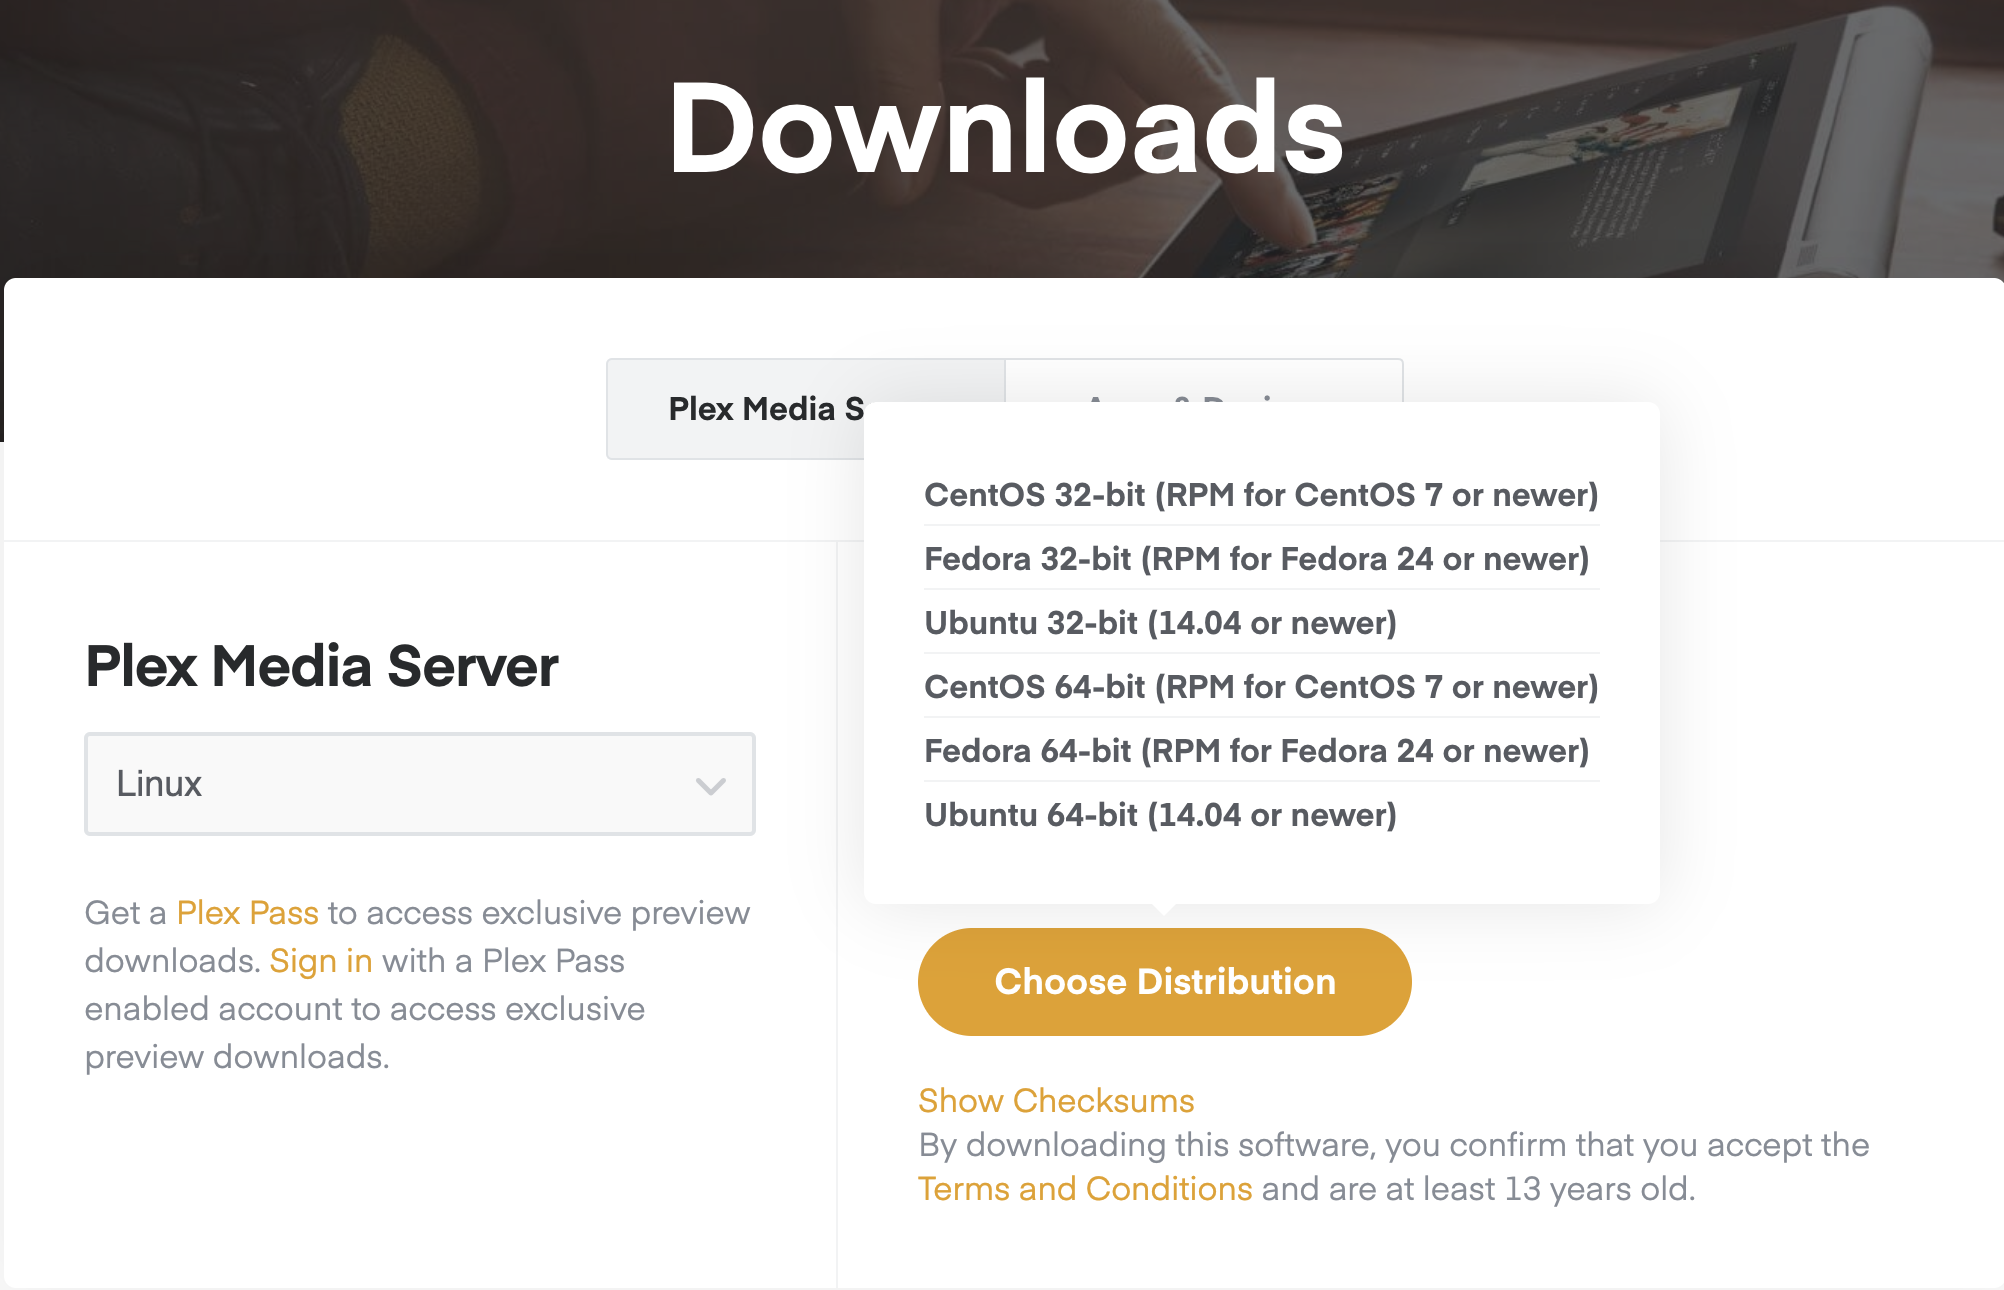 Downloads
Plex Media S
CentOS 32-bit (RPM for CentOS 7 or newer)
Fedora 32-bit (RPM for Fedora 24 or newer)
Ubuntu 32-bit (14.04 or newer)
CentOS 64-bit (RPM for CentOS 7 or newer)
Fedora 64-bit (RPM for Fedora 24 or newer)
Ubuntu 64-bit (14.04 or newer)
Plex Media Server
Linux
Get a Plex Pass to access exclusive preview
downloads. Sign in with a Plex Pass
enabled account to access exclusive
preview downloads.
Choose Distribution
Show Checksums
By downloading this software, you confirm that you accept the
Terms and Conditions and are at least 13 years old.